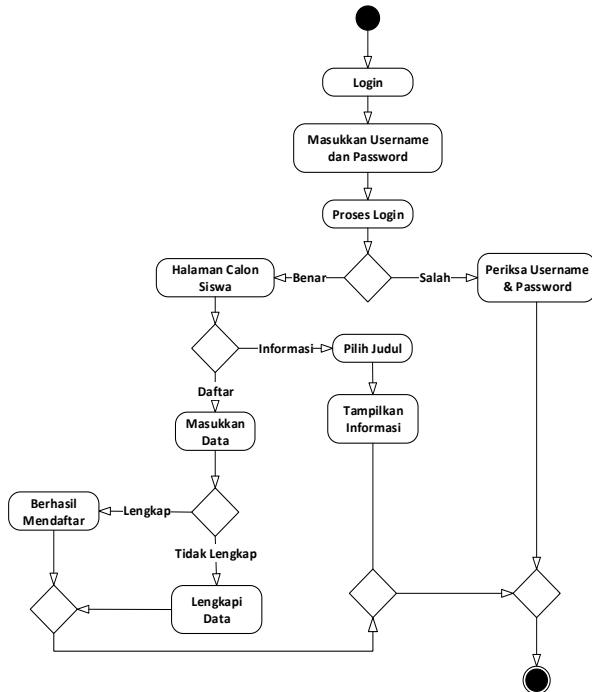 Login
Masukkan Username
dan Password
Proses Login
Halaman Calon
Siswa
Benar
Salah
Periksa Username
& Password
Informasi
Pilih Judul
Daftar
Masukkan
Data
Tampilkan
Informasi
Berhasil
Mendaftar
Lengkap
Tidak Lengkap
Lengkapi
Data